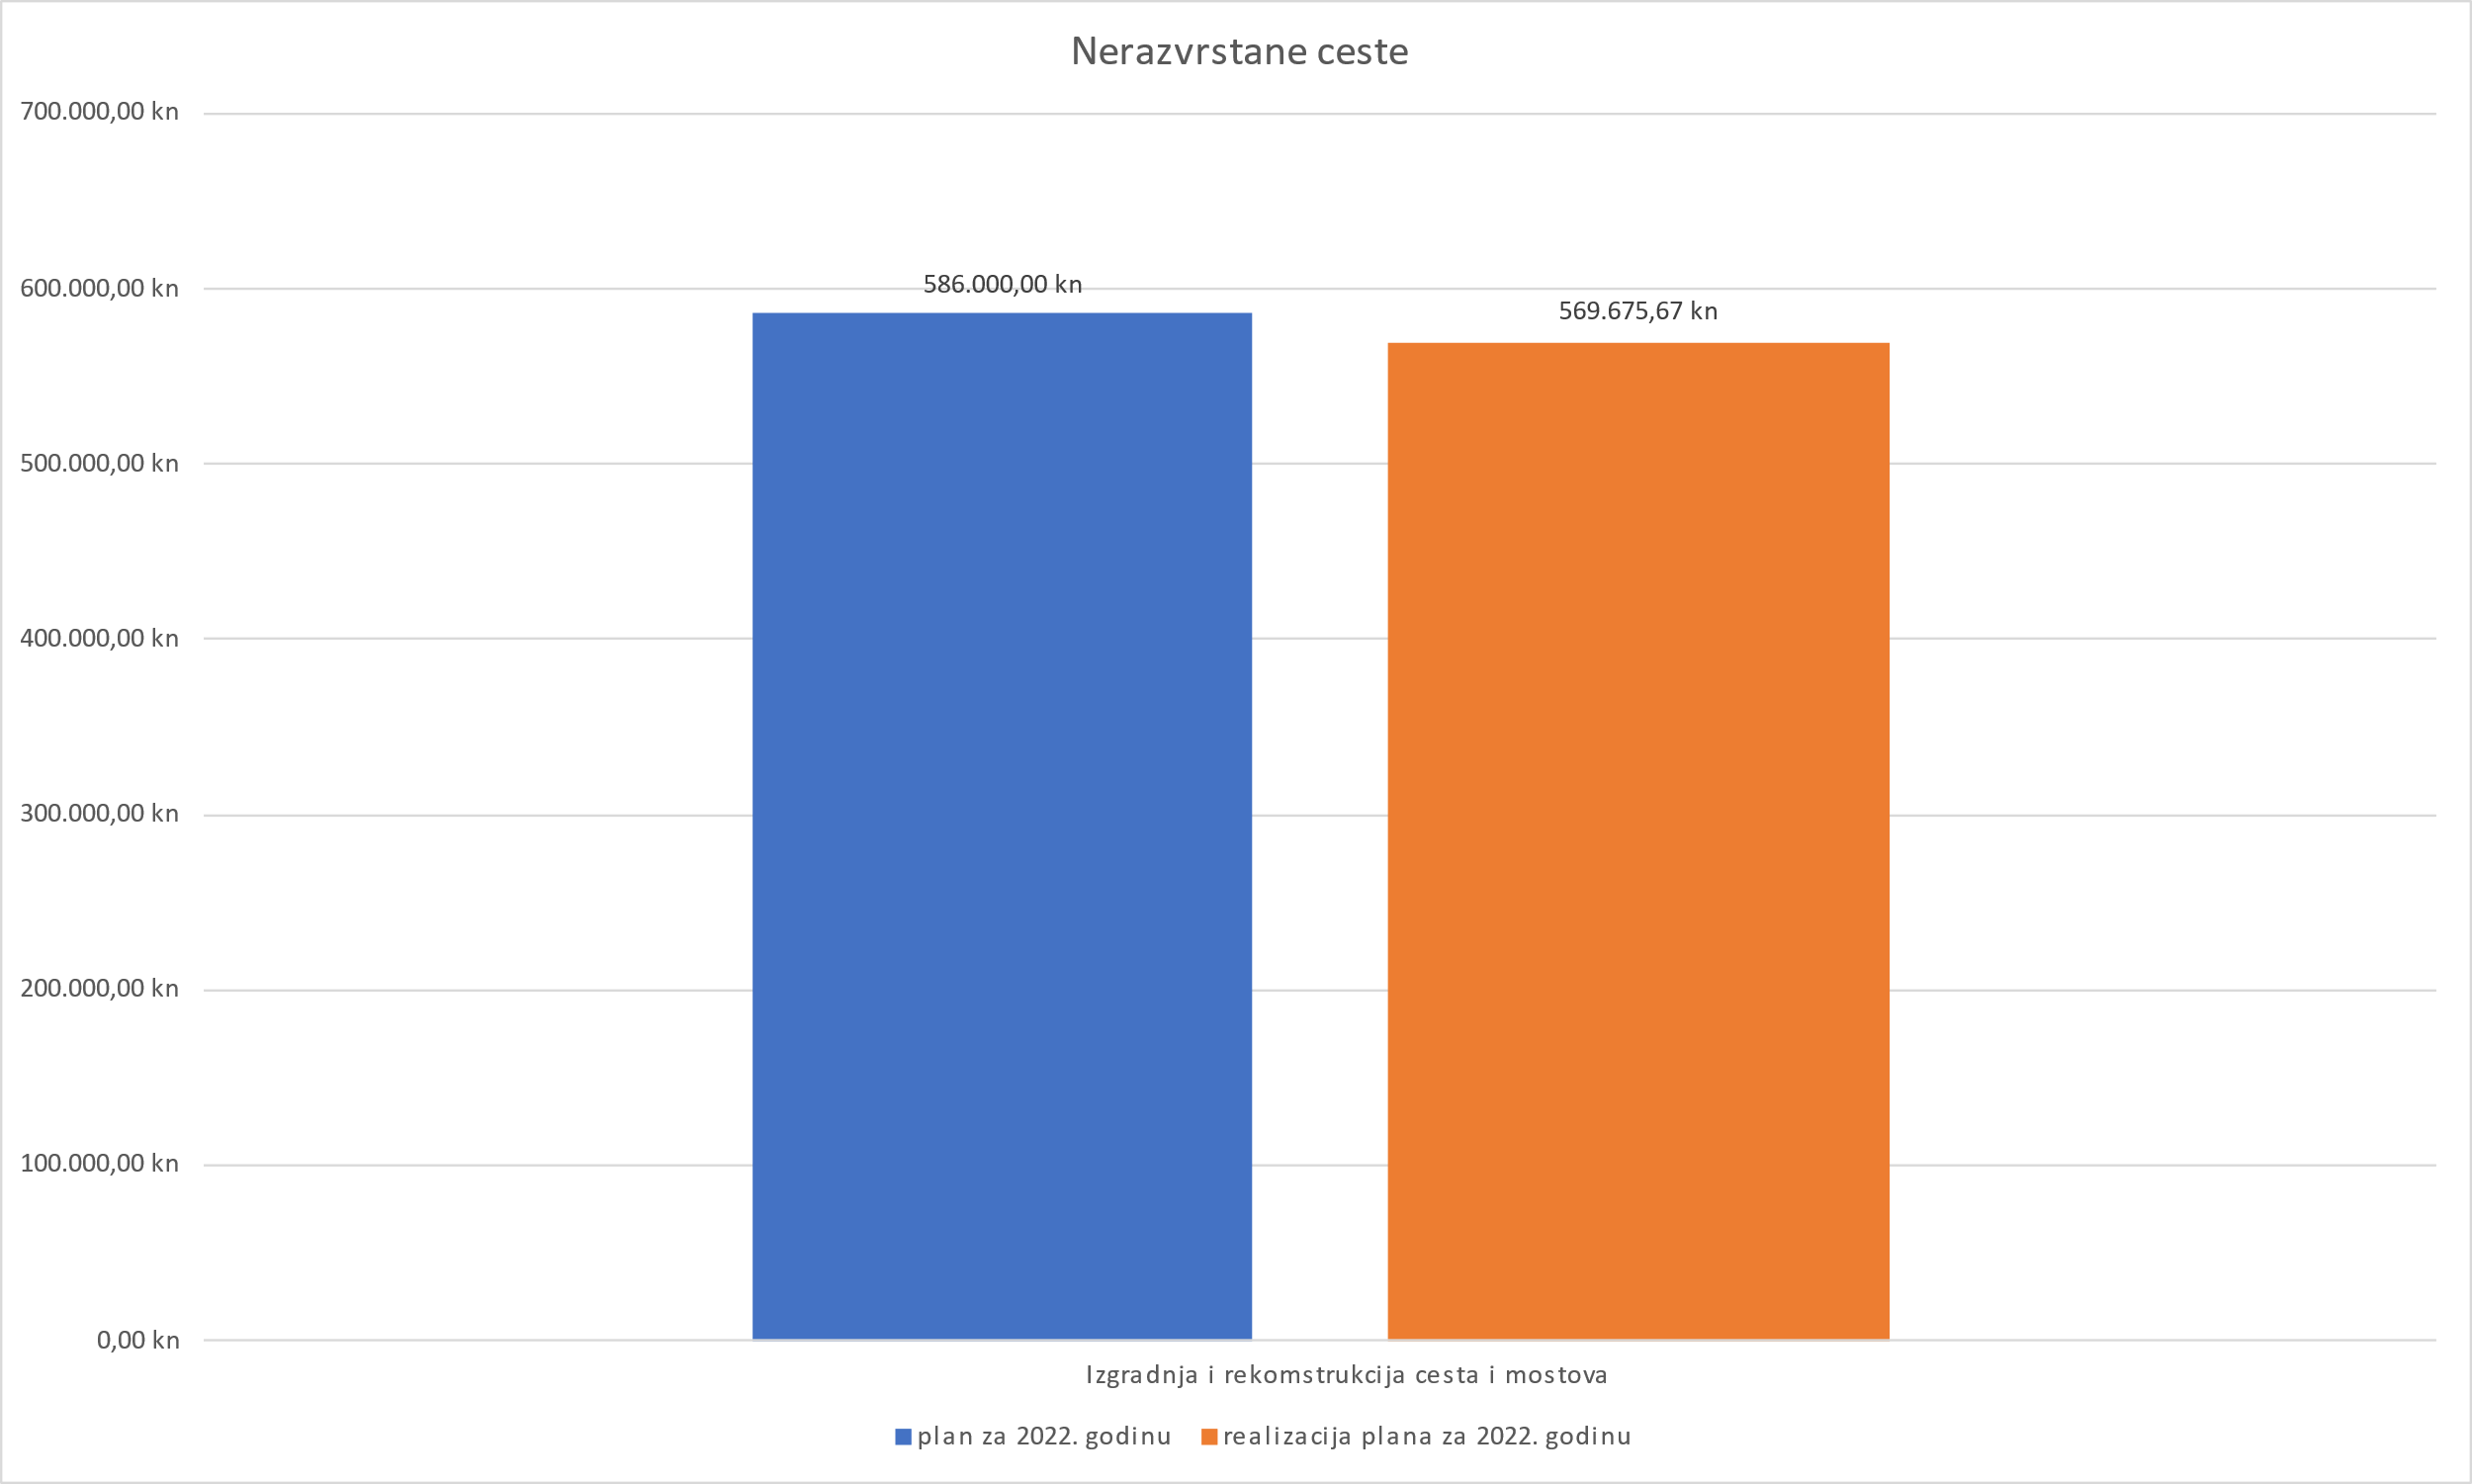 Nerazvrstane ceste
700.000,00 kn
600.000,00 kn
500.000,00 kn
400.000,00 kn
300.000,00 kn
200.000,00 kn
100.000,00 kn
0,00 kn
586.000,00 kn
569.675,67 kn
Izgradnja i rekomstrukcija cesta i mostova
plan za 2022. godinu
realizacija plana za 2022. godinu